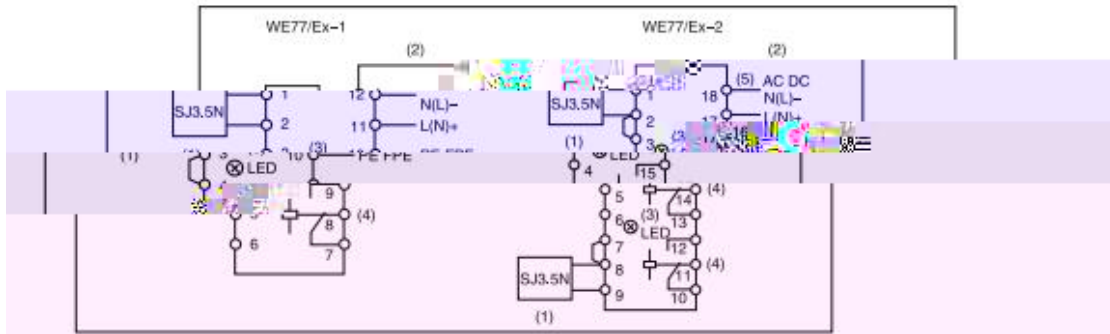 WE77/Ex-1
WE77/Ex-2
(2)
(2)
SJ3.5N
1
2
12
N(L)-
11
L(N)+
SJ3.5N
1
2
3
18
(5) AC DC
N(L)-
L(N)+
(1)
(1)
(3)
10
PE FPE
LED
9
(4)
8
7
6
LED
4
15
5
(4)
14
6
(3)
13
LED
7
12
SJ3.5N
8
(4)
11
9
10
(1)